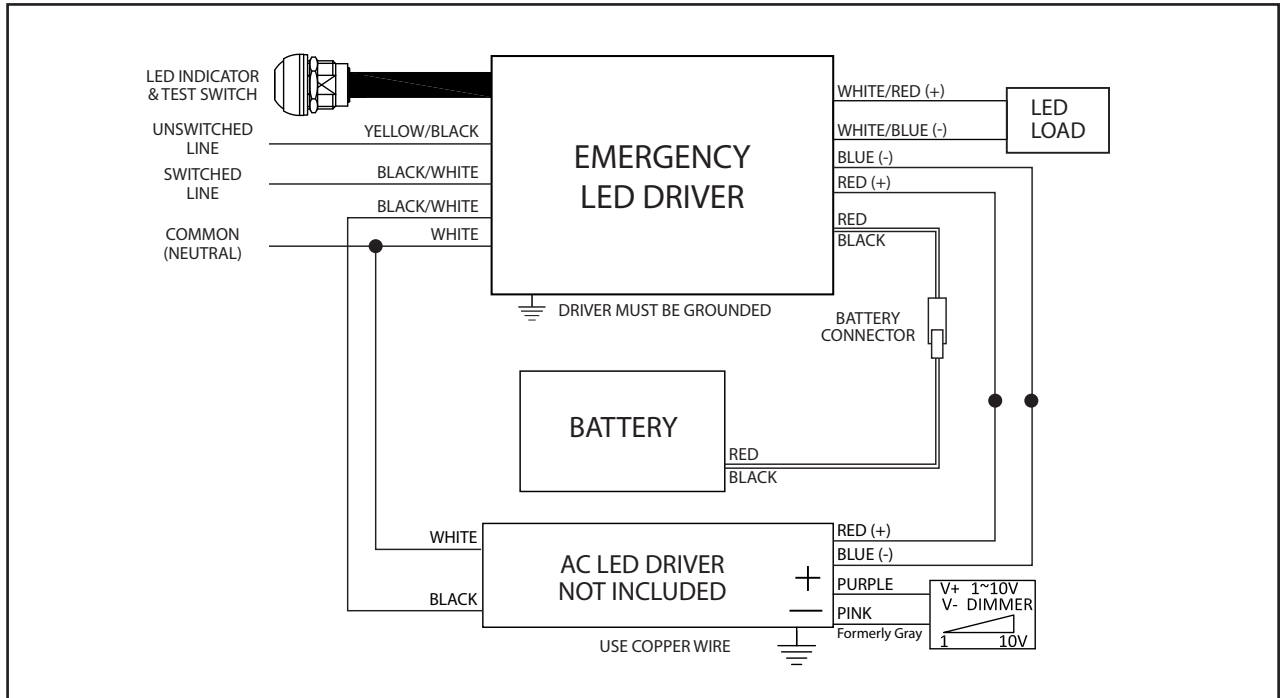 LED INDICATOR
& TEST SWITCH
UNSWITCHED
LINE
YELLOW/BLACK
SWITCHED
LINE
BLACK/WHITE
BLACK/WHITE
COMMON
(NEUTRAL)
WHITE
EMERGENCY
LED DRIVER
WHITE/RED (+)
WHITE/BLUE (-)
LED
LOAD
BLUE (-)
RED (+)
RED
BLACK
DRIVER MUST BE GROUNDED
BATTERY
CONNECTOR
BATTERY
RED
BLACK
WHITE
BLACK
AC LED DRIVER
NOT INCLUDED
+
—
RED (+)
BLUE (-)
PURPLE
PINK
Formerly Gray
V+ 1~10V
V- DIMMER
1 10V
USE COPPER WIRE